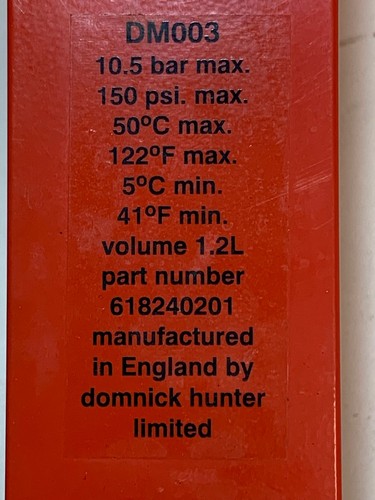 DM003
10.5 bar max.
150 psi. max.
50ºC max.
122ºF max.
5ºC min.
41ºF min.
volume 1.2L
part number
618240201
manufactured
in England by
domnick hunter
limited